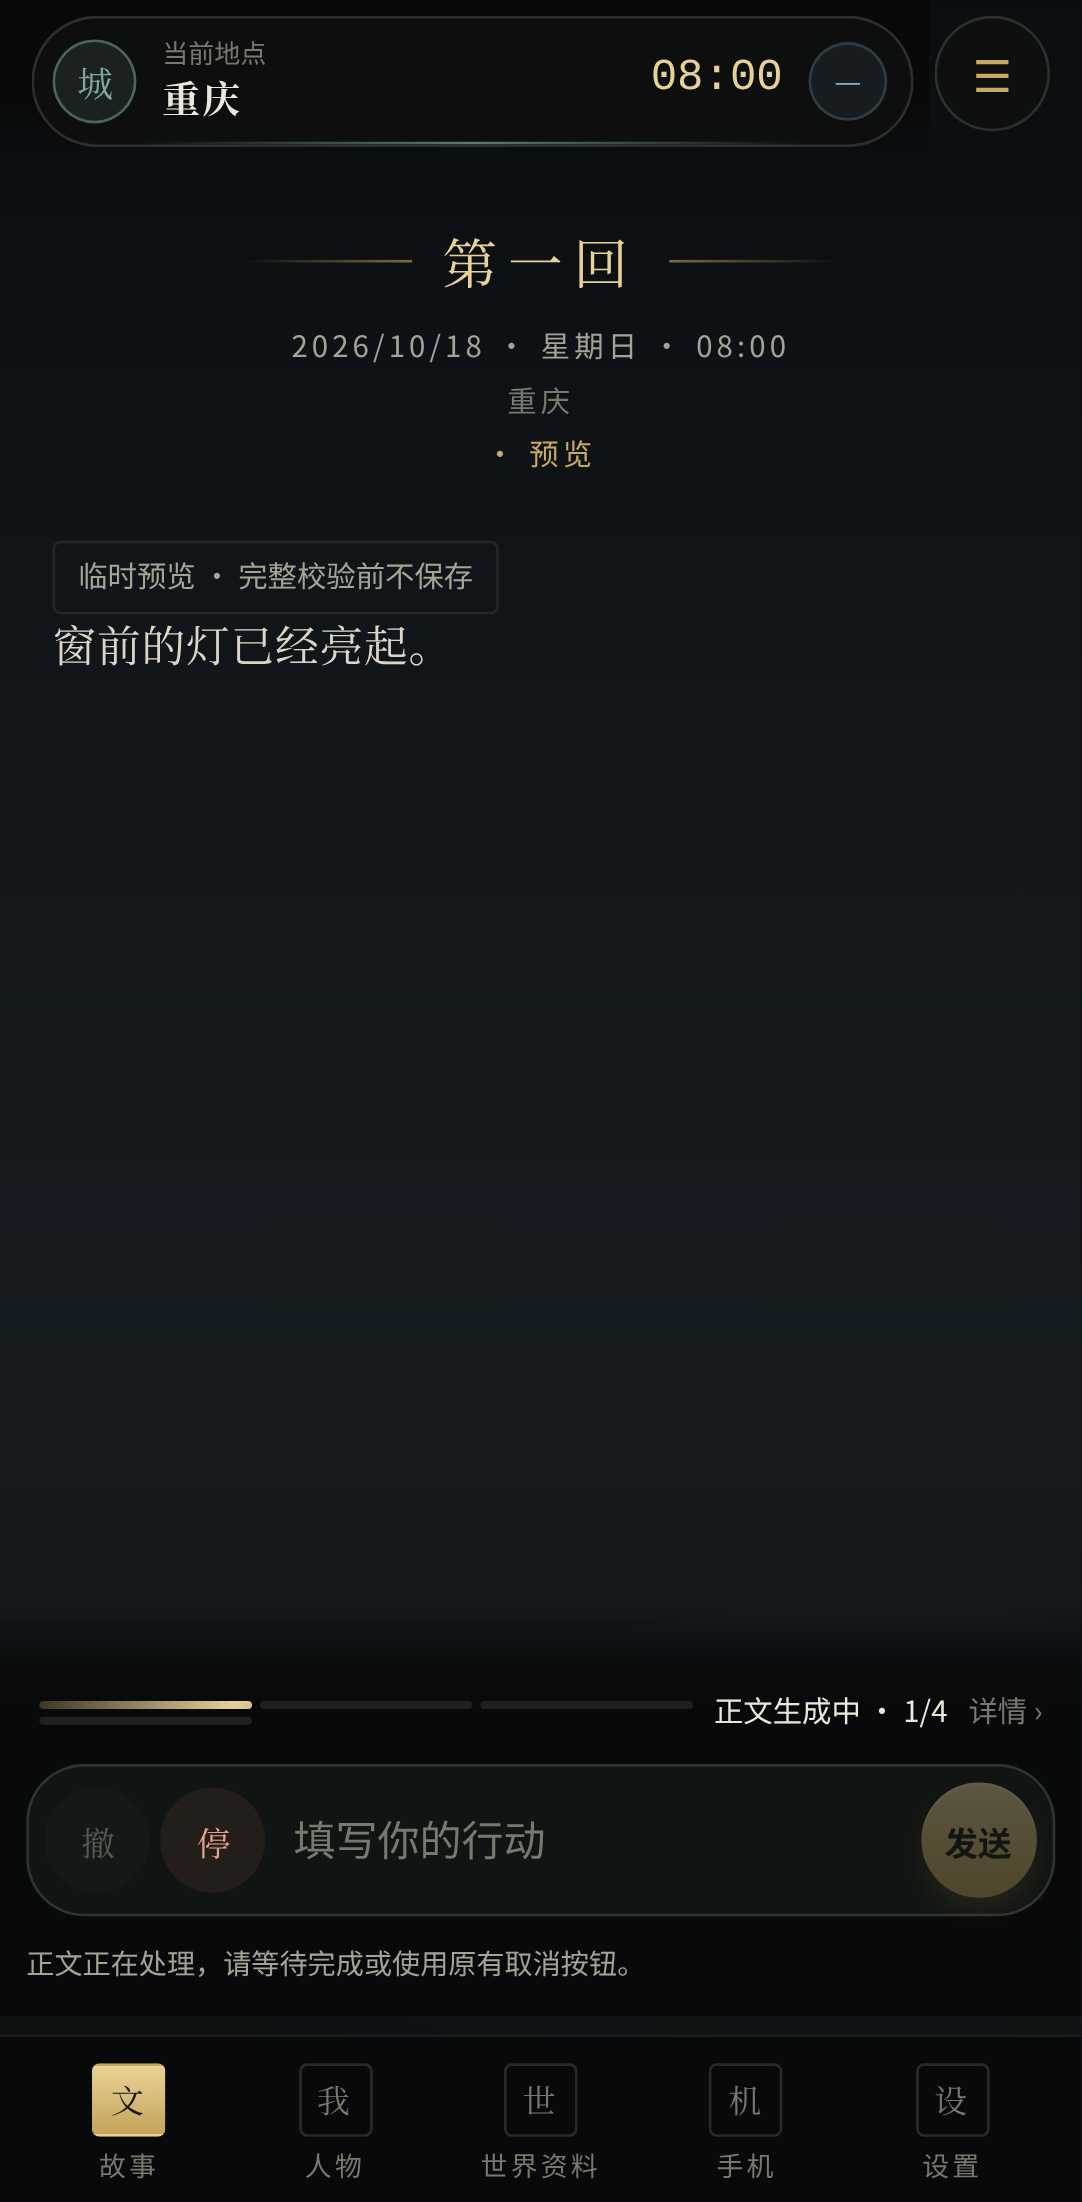 城
当前地点
重庆
08:00
—
☰
第一回
2026/10/18 · 星期日 · 08:00
重庆
· 预览
临时预览 · 完整校验前不保存
窗前的灯已经亮起。
正文生成中 · 1/4 详情 ›
撤 停 填写你的行动 发送
正文正在处理，请等待完成或使用原有取消按钮。
文 我 世 机 设
故事 人物 世界资料 手机 设置